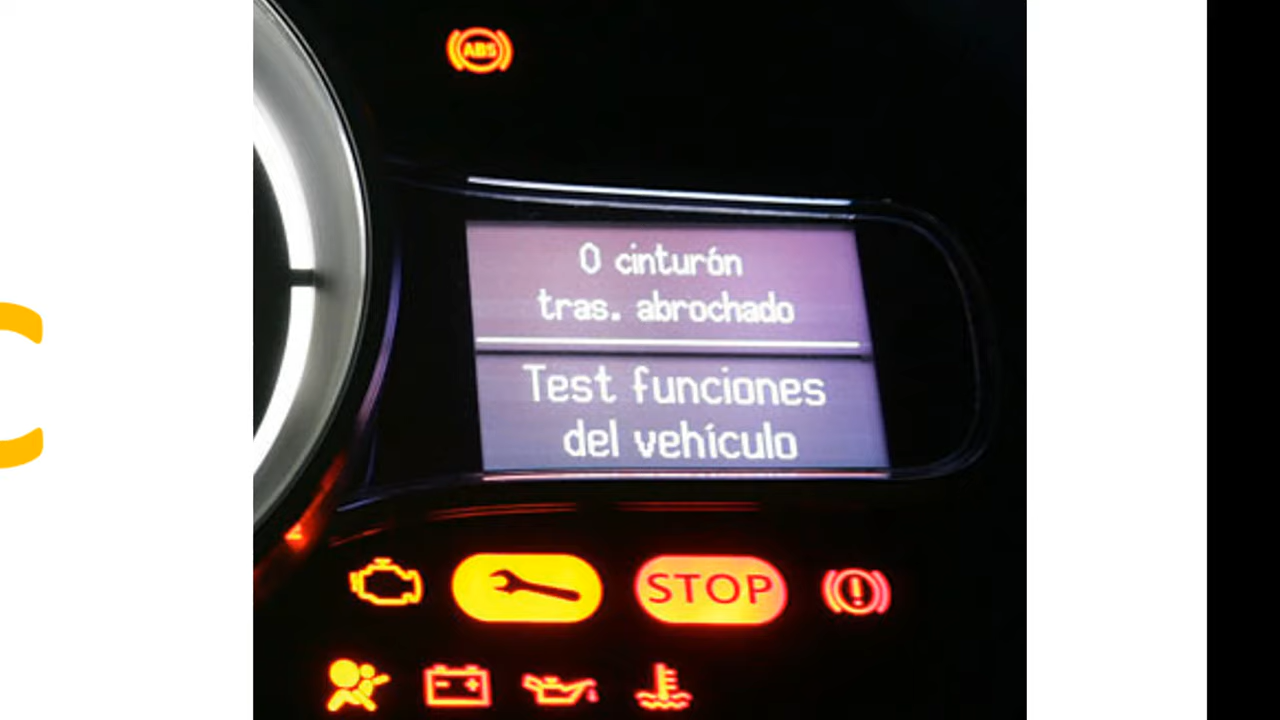 ABS
0 cinturón
tras. abrochado
Test funciones
del vehículo
STOP